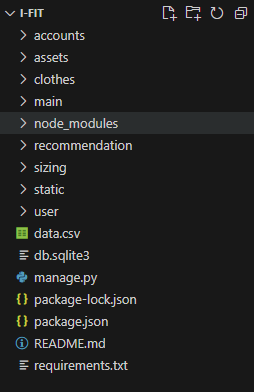 I-FIT
accounts
assets
clothes
main
node_modules
recommendation
sizing
static
user
data.csv
db.sqlite3
manage.py
package-lock.json
package.json
README.md
requirements.txt